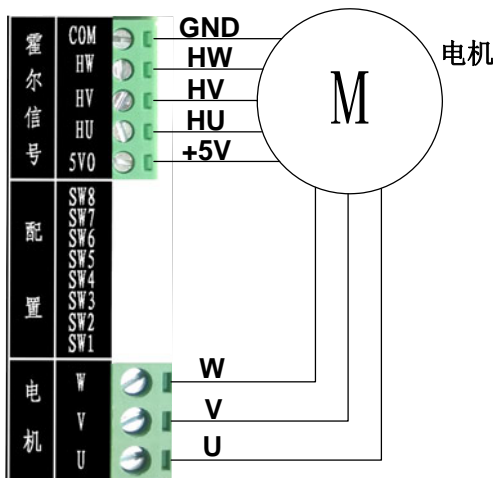 霍尔信号
COM GND
HW HW
HV HV
HU HU
5VO +5V
M
电机
配置
SW8
SW7
SW6
SW5
SW4
SW3
SW2
SW1
电机
W W
V V
U U